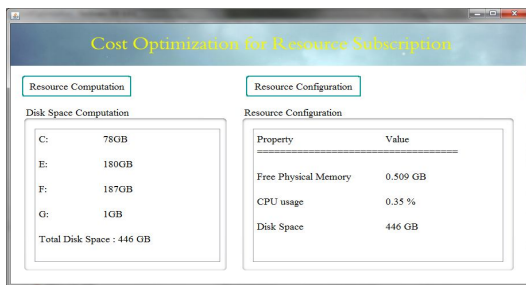 Cost Optimization for Resource Subscription
Resource Computation
Resource Configuration
Disk Space Computation
Resource Configuration
C: 78GB
E: 180GB
F: 187GB
G: 1GB
Total Disk Space : 446 GB
Property Value
==================================
Free Physical Memory 0.509 GB
CPU usage 0.35 %
Disk Space 446 GB